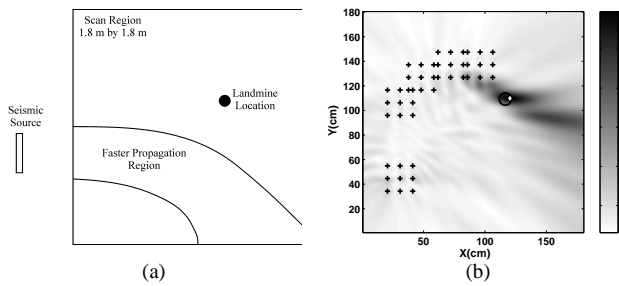 Scan Region
1.8 m by 1.8 m
Landmine
Location
Seismic
Source
Faster Propagation
Region
(a)
180
160
140
120
100
80
60
40
20
Y(cm)
50
100
150
X(cm)
(b)